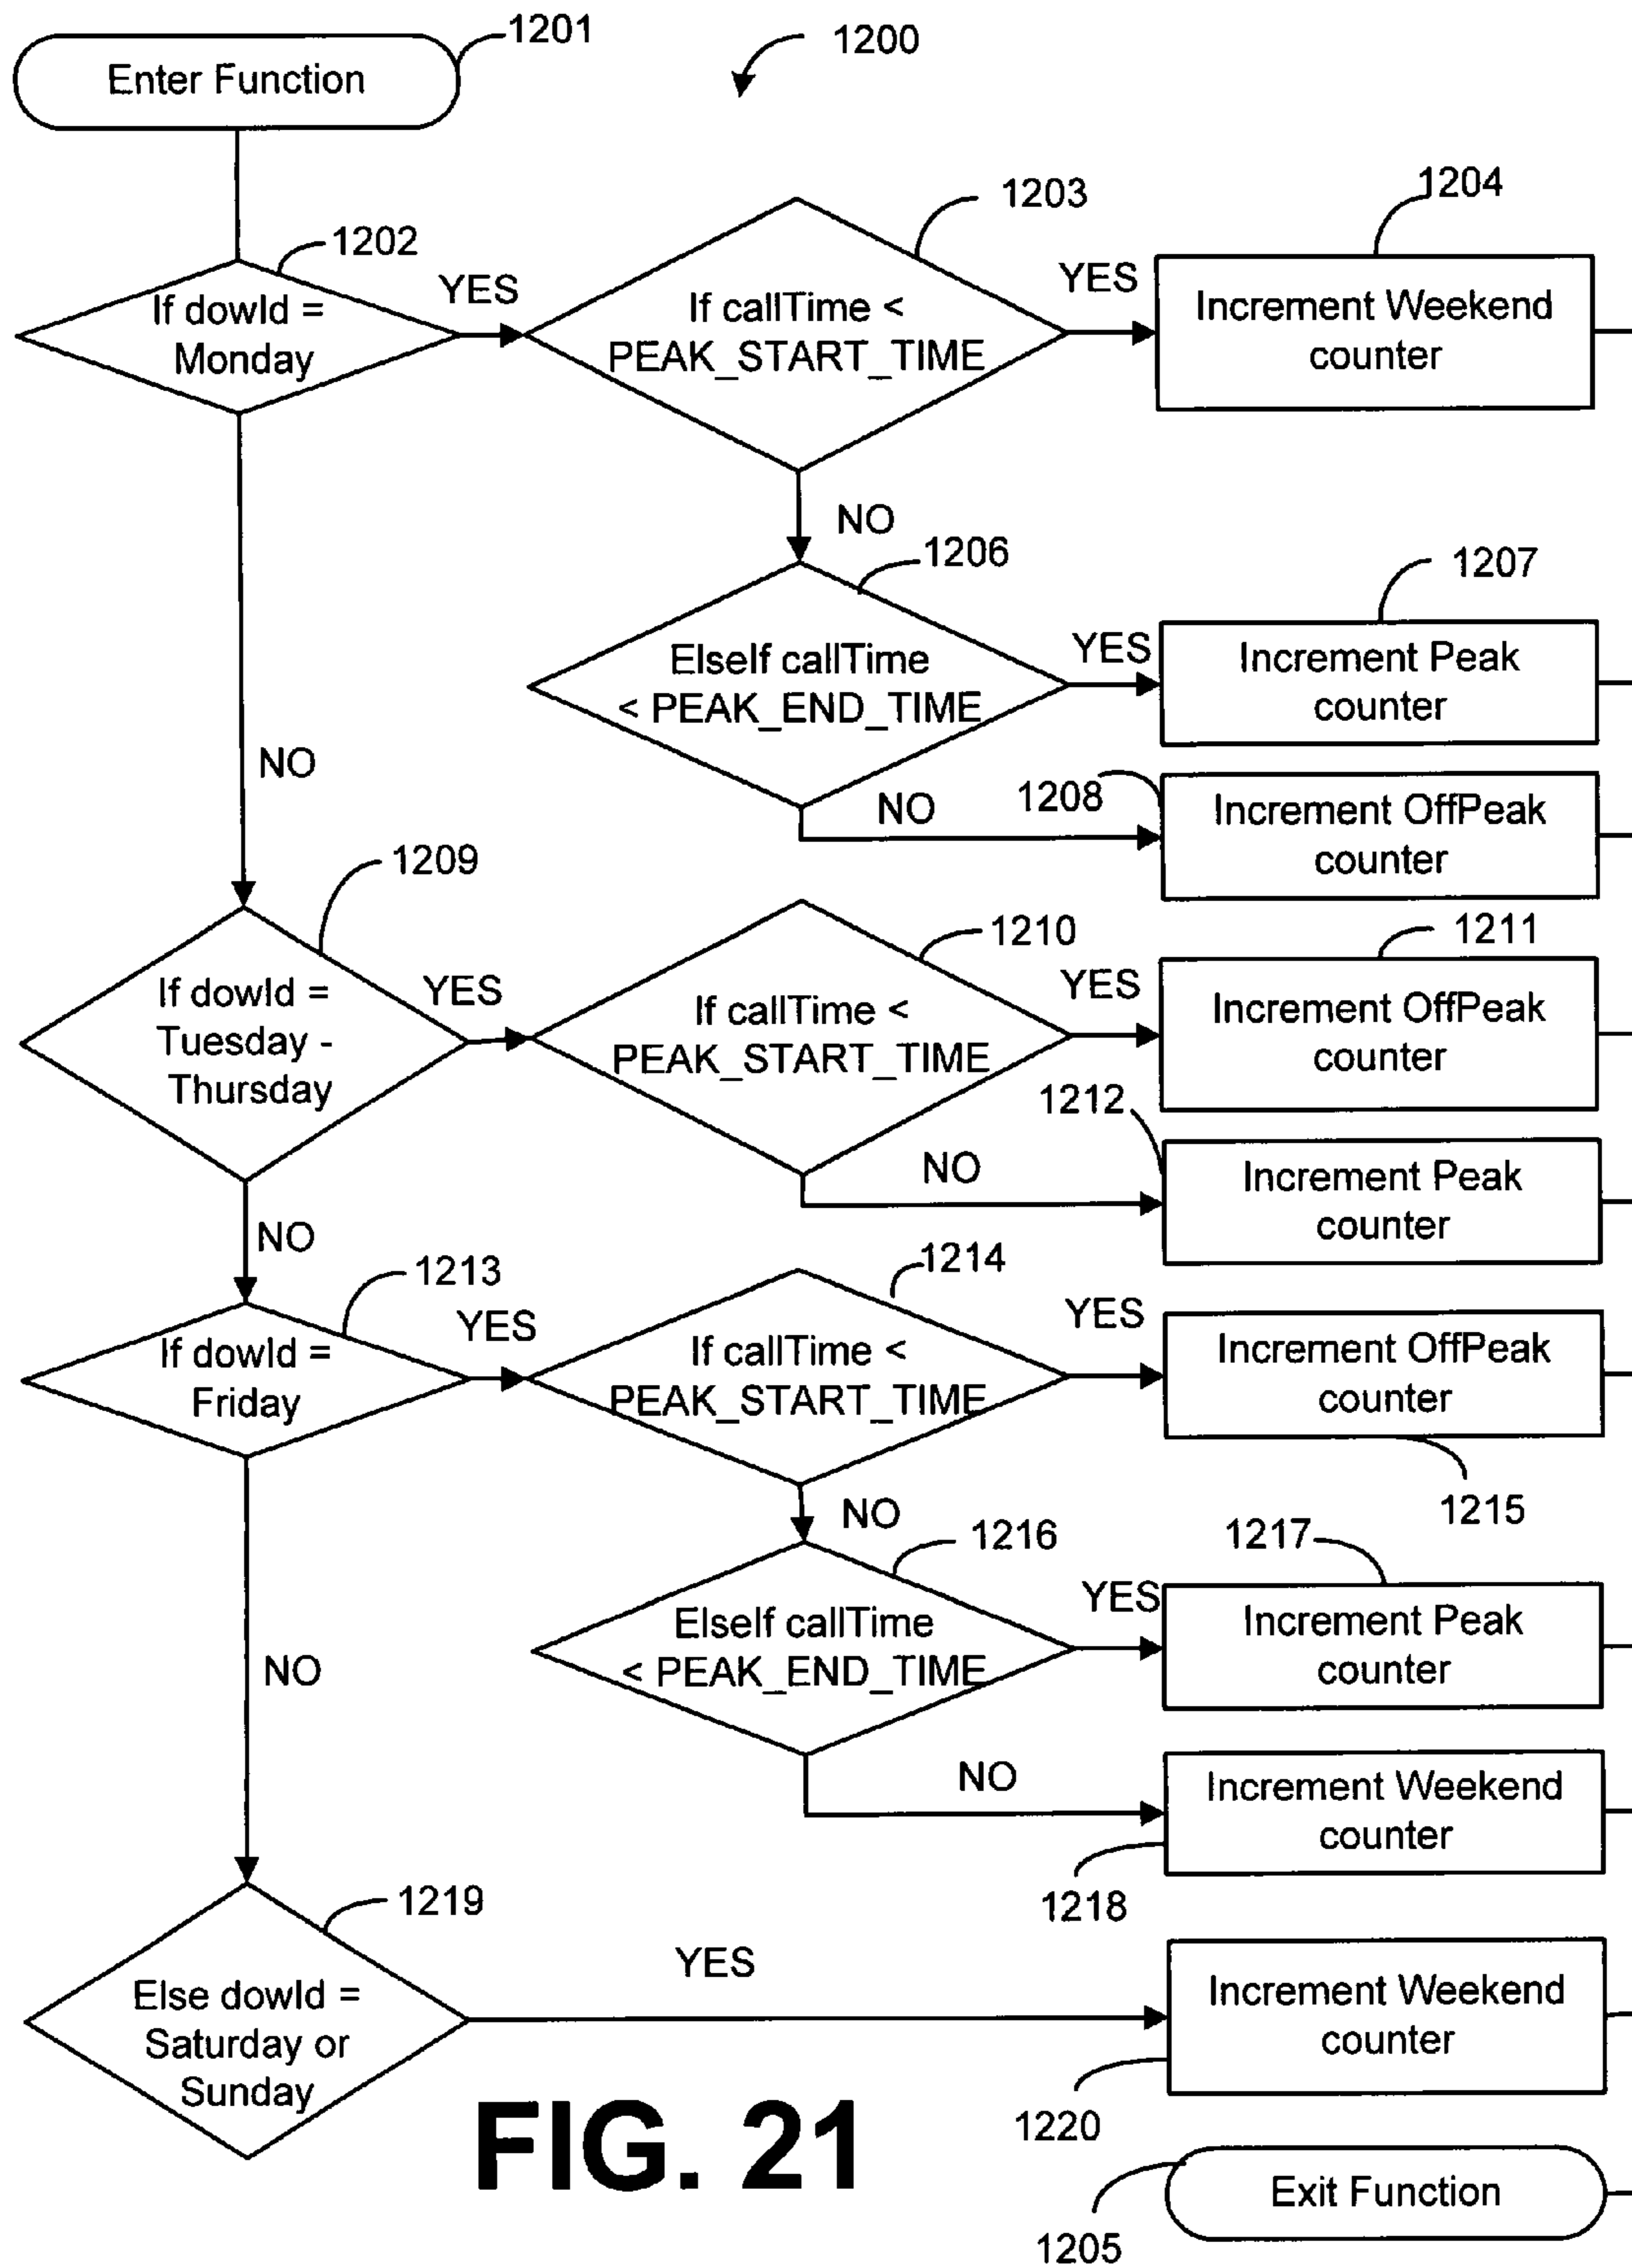 1201
Enter Function
1200
1202
If dowId =
Monday
YES
1203
If callTime <
PEAK_START_TIME
YES
1204
Increment Weekend
counter
NO
1206
ElseIf callTime
< PEAK_END_TIME
YES
1207
Increment Peak
counter
NO
NO
1208
Increment OffPeak
counter
1209
If dowId =
Tuesday -
Thursday
YES
1210
If callTime <
PEAK_START_TIME
YES
1211
Increment OffPeak
counter
NO
1212
Increment Peak
counter
NO
1213
If dowId =
Friday
YES
1214
If callTime <
PEAK_START_TIME
YES
Increment OffPeak
counter
1215
NO
1216
ElseIf callTime
< PEAK_END_TIME
YES
1217
Increment Peak
counter
NO
NO
Increment Weekend
counter
1218
1219
Else dowId =
Saturday or
Sunday
YES
Increment Weekend
counter
1220
Exit Function
1205
FIG. 21